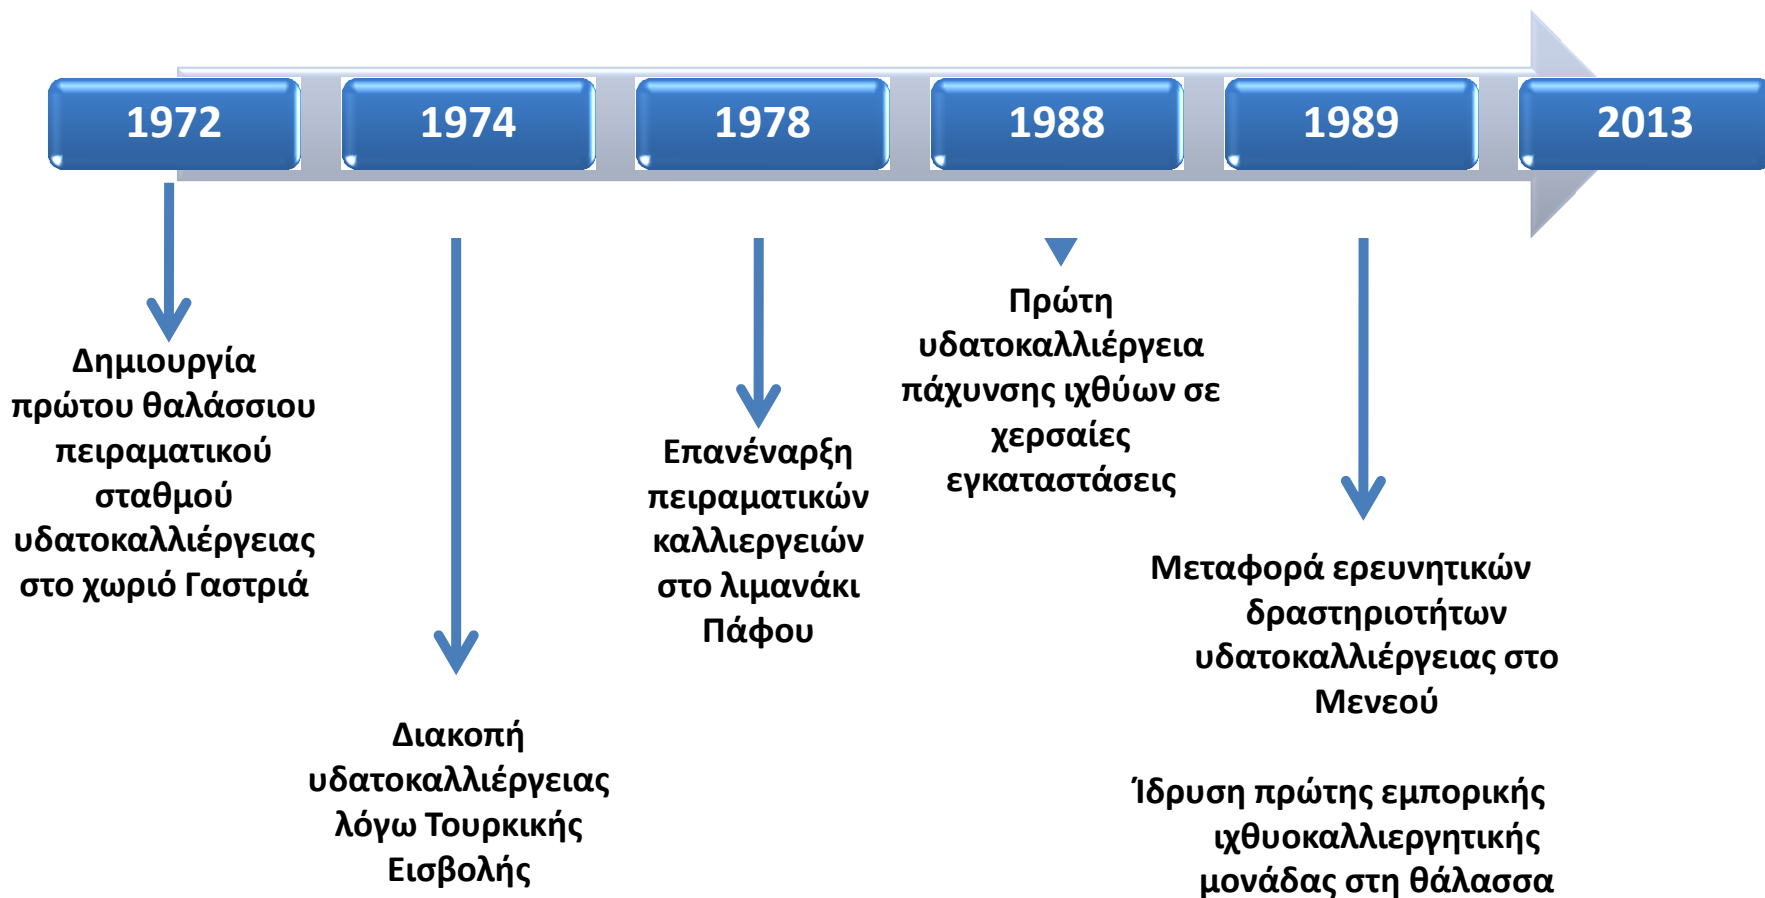 1972
1974
1978
1988
1989
2013
Δημιουργία
πρώτου θαλάσσιου
πειραματικού
σταθμού
υδατοκαλλιέργειας
στο χωριό Γαστριά
Διακοπή
υδατοκαλλιέργειας
λόγω Τουρκικής
Εισβολής
Επανέναρξη
πειραματικών
καλλιεργειών
στο λιμανάκι
Πάφου
Πρώτη
υδατοκαλλιέργεια
πάχυνσης ιχθύων σε
χερσαίες
εγκαταστάσεις
Μεταφορά ερευνητικών
δραστηριοτήτων
υδατοκαλλιέργειας στο
Μενεού
Ίδρυση πρώτης εμπορικής
ιχθυοκαλλιεργητικής
μονάδας στη θάλασσα